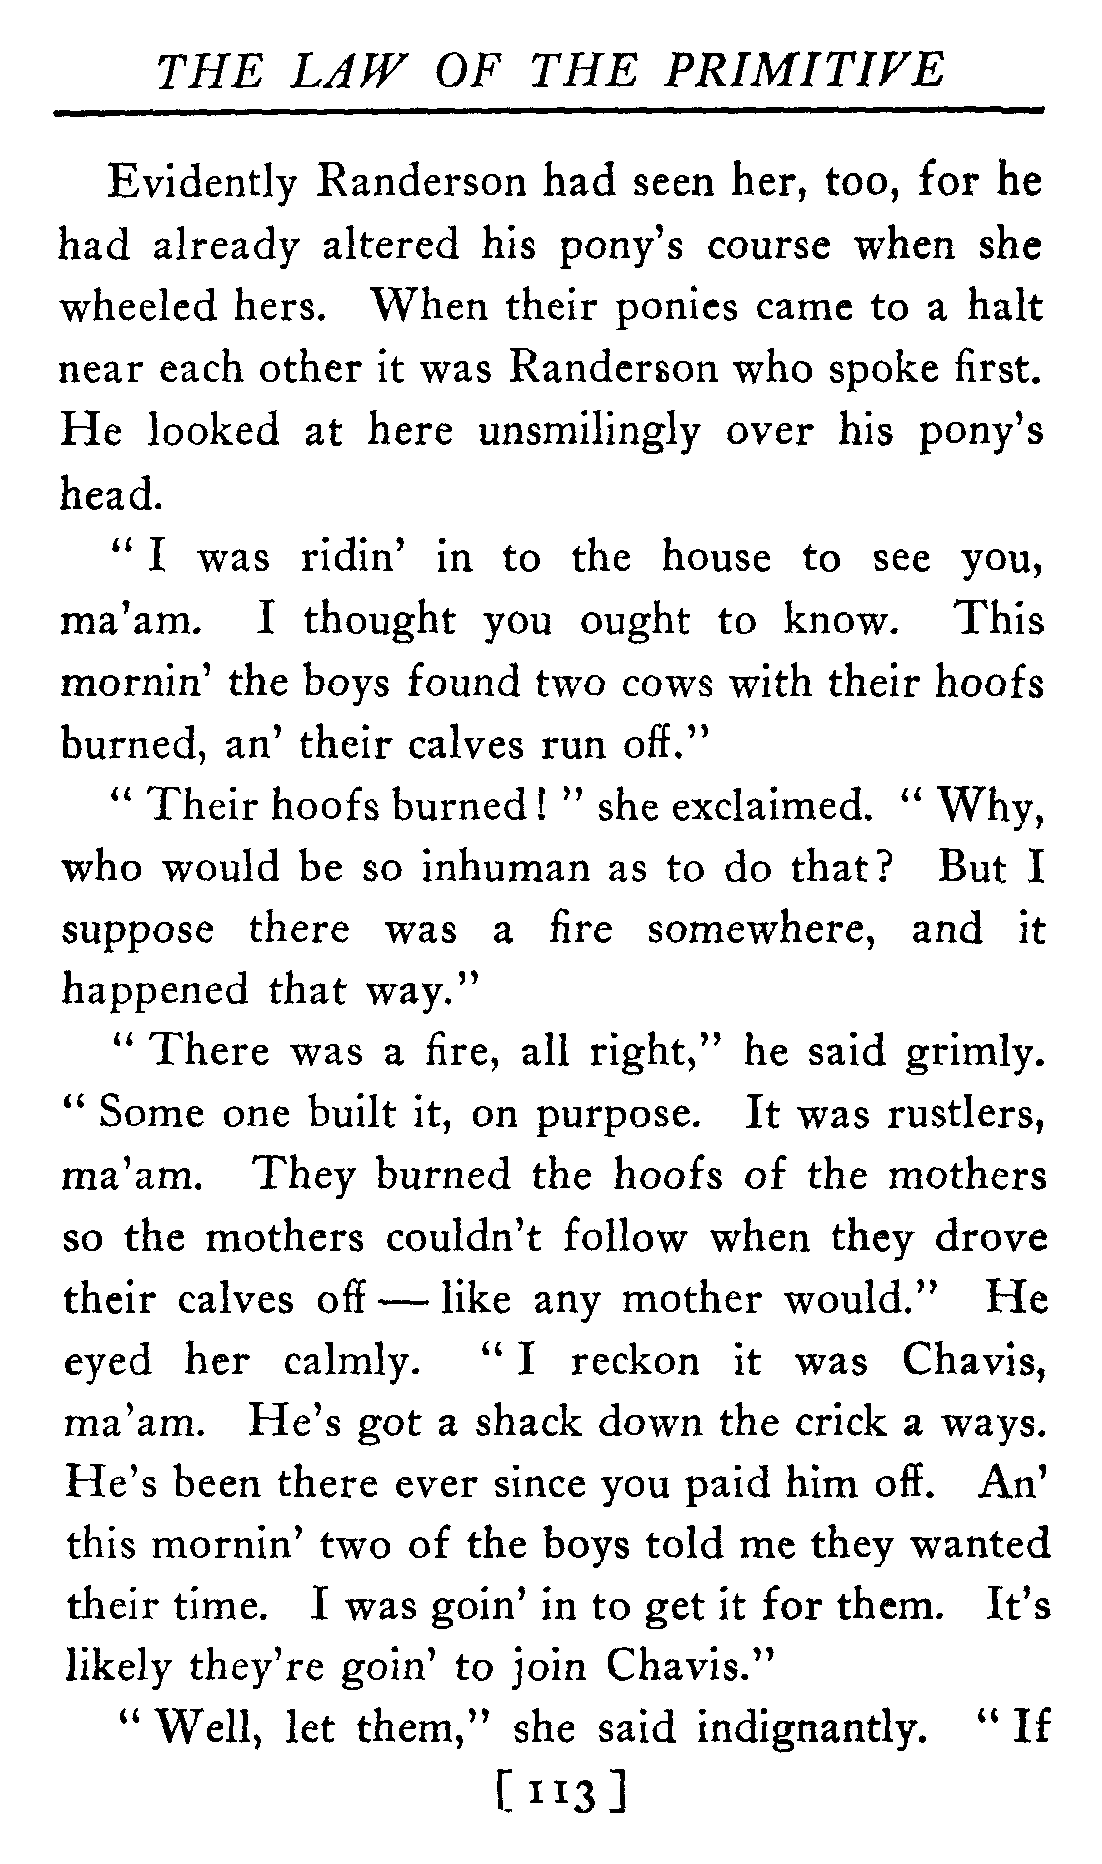 THE LAW OF THE PRIMITIVE
Evidently Randerson had seen her, too, for he
had already altered his pony's course when she
wheeled hers. When their ponies came to a halt
near each other it was Randerson who spoke first.
He looked at here unsmilingly over his pony's
head.
" I was ridin' in to the house to see you,
ma'am. I thought you ought to know. This
mornin' the boys found two cows with their hoofs
burned, an' their calves run off."
" Their hoofs burned! " she exclaimed. " Why,
who would be so inhuman as to do that? But I
suppose there was a fire somewhere, and it
happened that way."
" There was a fire, all right," he said grimly.
" Some one built it, on purpose. It was rustlers,
ma'am. They burned the hoofs of the mothers
so the mothers couldn't follow when they drove
their calves off — like any mother would." He
eyed her calmly. " I reckon it was Chavis,
ma'am. He's got a shack down the crick a ways.
He's been there ever since you paid him off. An'
this mornin' two of the boys told me they wanted
their time. I was goin' in to get it for them. It's
likely they're goin' to join Chavis."
" Well, let them," she said indignantly. " If
[ 113 ]